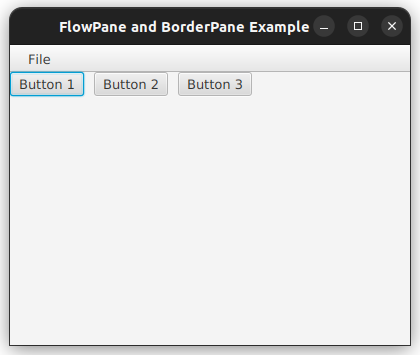 FlowPane and BorderPane Example
File
Button 1 Button 2 Button 3